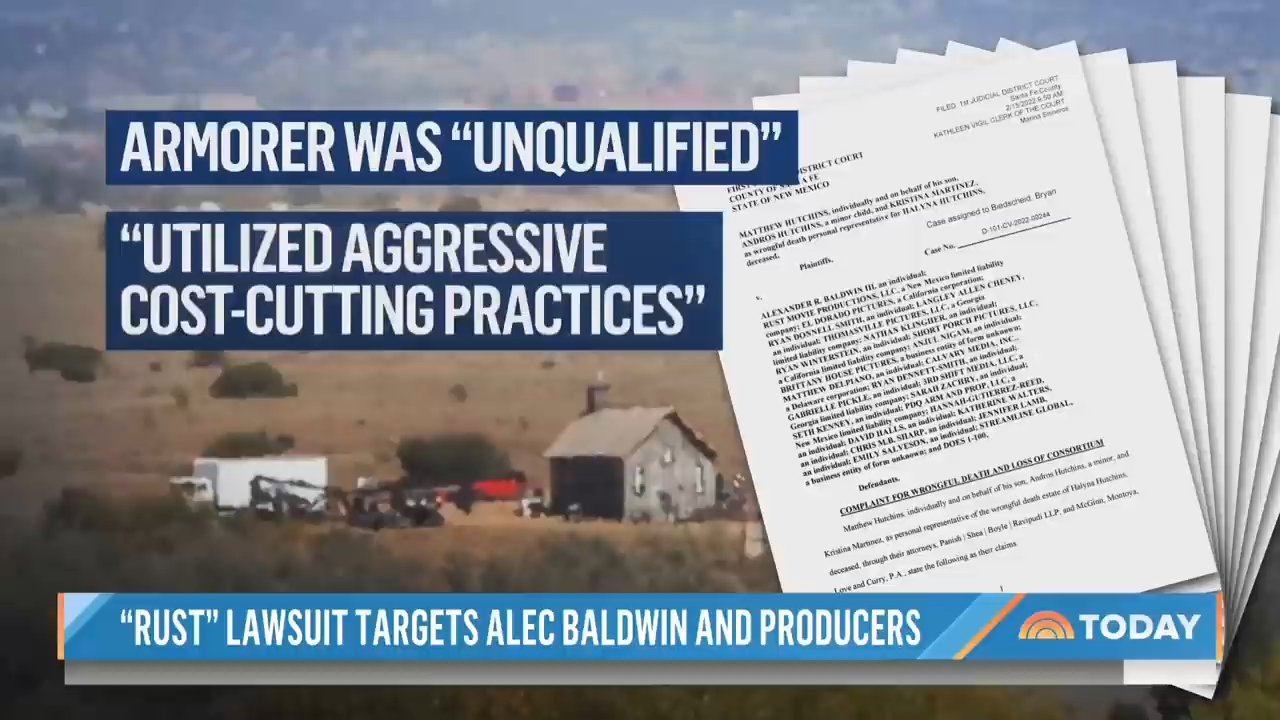 ARMORER WAS “UNQUALIFIED”
“UTILIZED AGGRESSIVE
COST-CUTTING PRACTICES”
FILED 1st JUDICIAL DISTRICT COURT
Santa Fe County
2/15/2022 9:50 AM
KATHLEEN VIGIL CLERK OF THE COURT
Marina
DISTRICT COURT
COUNTY OF
STATE OF NEW MEXICO
MATTHEW HUTCHINS, individually and on behalf of his son,
ANDROS HUTCHINS, a minor child, and KRISTINA MARTINEZ,
as wrongful death personal representative for HALYNA HUTCHINS,
deceased,
Plaintiffs,
Case assigned to Biedscheid, Bryan
Case No. D-101-CV-2022-00244
v.
ALEXANDER R. BALDWIN III, an individual;
RUST MOVIE PRODUCTIONS, LLC, a New Mexico limited liability
company; EL DORADO PICTURES, a California corporation;
RYAN DONNELL SMITH, an individual; LANGLEY ALLEN CHENEY,
an individual; THOMASVILLE PICTURES, LLC, a Georgia
limited liability company; NATHAN KLINGHER, an individual;
RYAN WINTERSTEIN, an individual; SHORT PORCH PICTURES, LLC,
a California limited liability company; ANJUL NIGAM, an individual;
BRITTANY HOUSE PICTURES, a business entity of form unknown;
MATTHEW DELPIANO, an individual; CALVARY MEDIA, INC.,
a Delaware corporation; RYAN DENNETT-SMITH, an individual;
GABRIELLE PICKLE, an individual; 3RD SHIFT MEDIA, LLC, a
Georgia limited liability company; SARAH ZACHRY, an individual;
SETH KENNEY, an individual; PDQ ARM AND PROP, LLC, a
New Mexico limited liability company; HANNAH GUTIERREZ-REED,
an individual; DAVID HALLS, an individual; KATHERINE WALTERS,
an individual; CHRIS M.B. SHARP, an individual; JENNIFER LAMB,
an individual; EMILY SALVESON, an individual; STREAMLINE GLOBAL,
a business entity of form unknown; and DOES 1-100,
Defendants.
COMPLAINT FOR WRONGFUL DEATH AND LOSS OF CONSORTIUM
Matthew Hutchins, individually and on behalf of his son, Andros Hutchins, a minor, and
Kristina Martinez, as personal representative of the wrongful death estate of Halyna Hutchins,
deceased, through their attorneys, Panish | Shea | Boyle | Ravipudi LLP, and McGinn, Montoya,
Love and Curry, P.A., state the following as their claims.
1
“RUST” LAWSUIT TARGETS ALEC BALDWIN AND PRODUCERS
TODAY